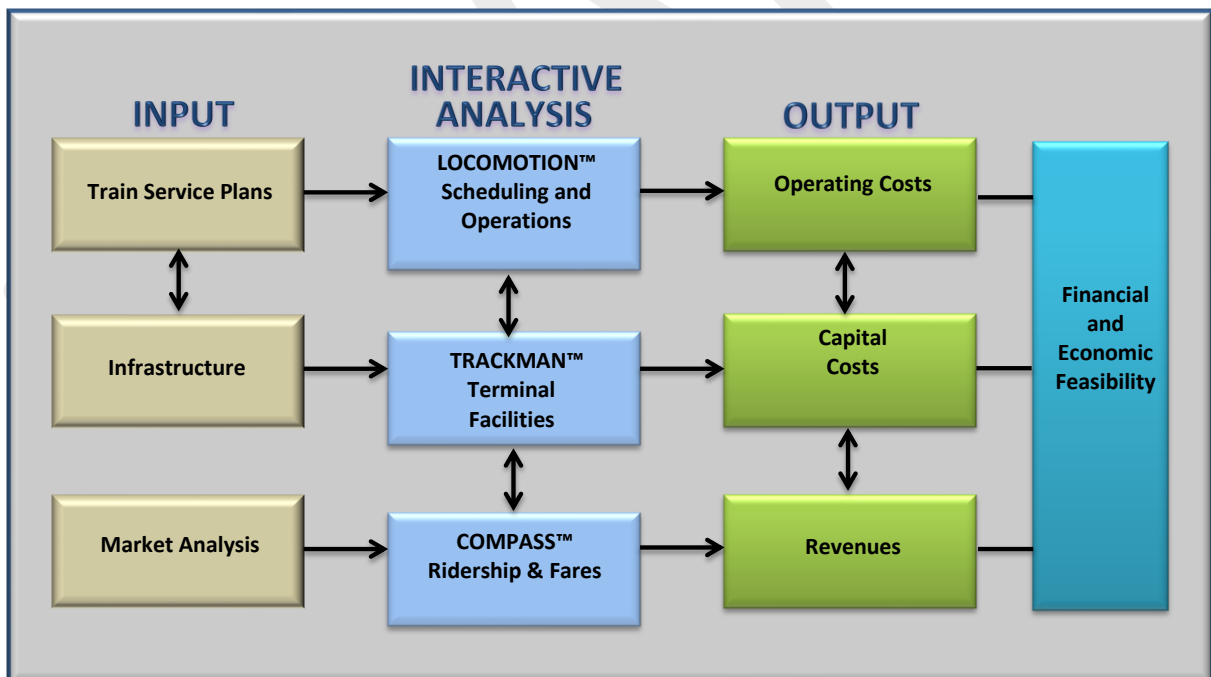 INPUT
INTERACTIVE
ANALYSIS
OUTPUT
Train Service Plans
LOCOMOTION™
Scheduling and
Operations
Operating Costs
Infrastructure
TRACKMAN™
Terminal
Facilities
Capital
Costs
Market Analysis
COMPASS™
Ridership & Fares
Revenues
Financial
and
Economic
Feasibility